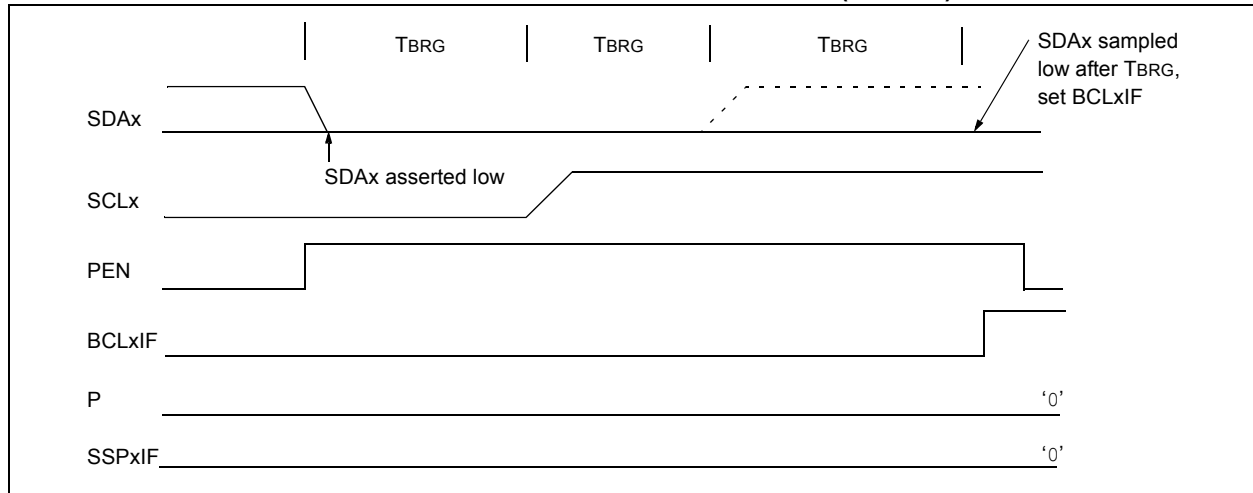 TBRG
TBRG
TBRG
SDAx sampled
low after TBRG,
set BCLxIF
SDAx
SDAx asserted low
SCLx
PEN
BCLxIF
P
‘0’
SSPxIF
‘0’